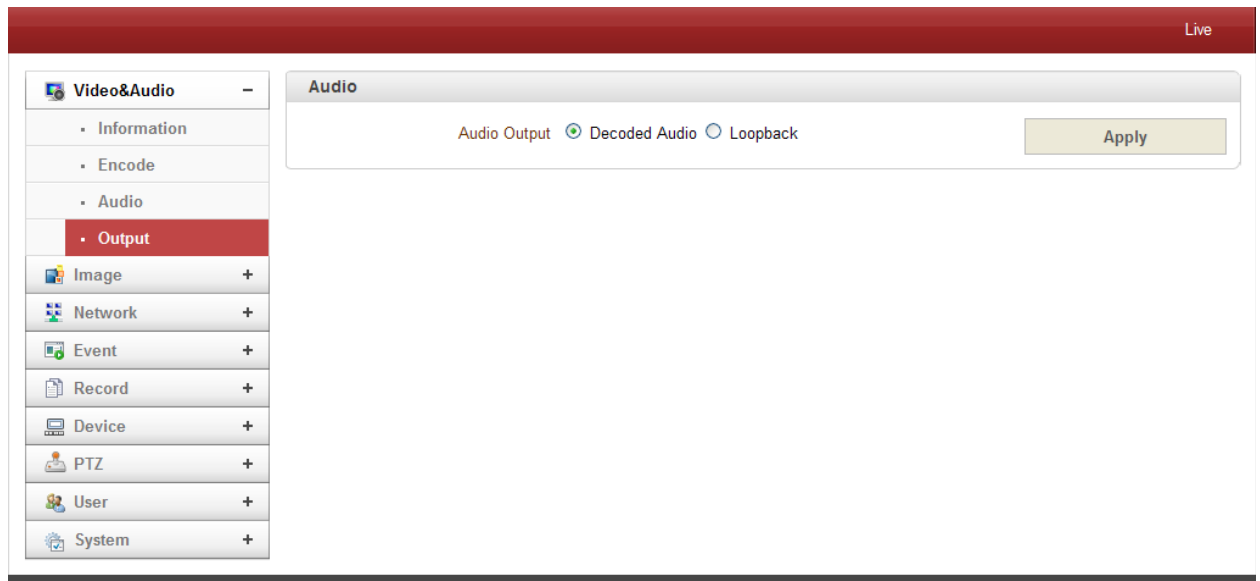 Live
Video&Audio
Information
Encode
Audio
Output
Image
Network
Event
Record
Device
PTZ
User
System
Audio
Audio Output Decoded Audio Loopback
Apply